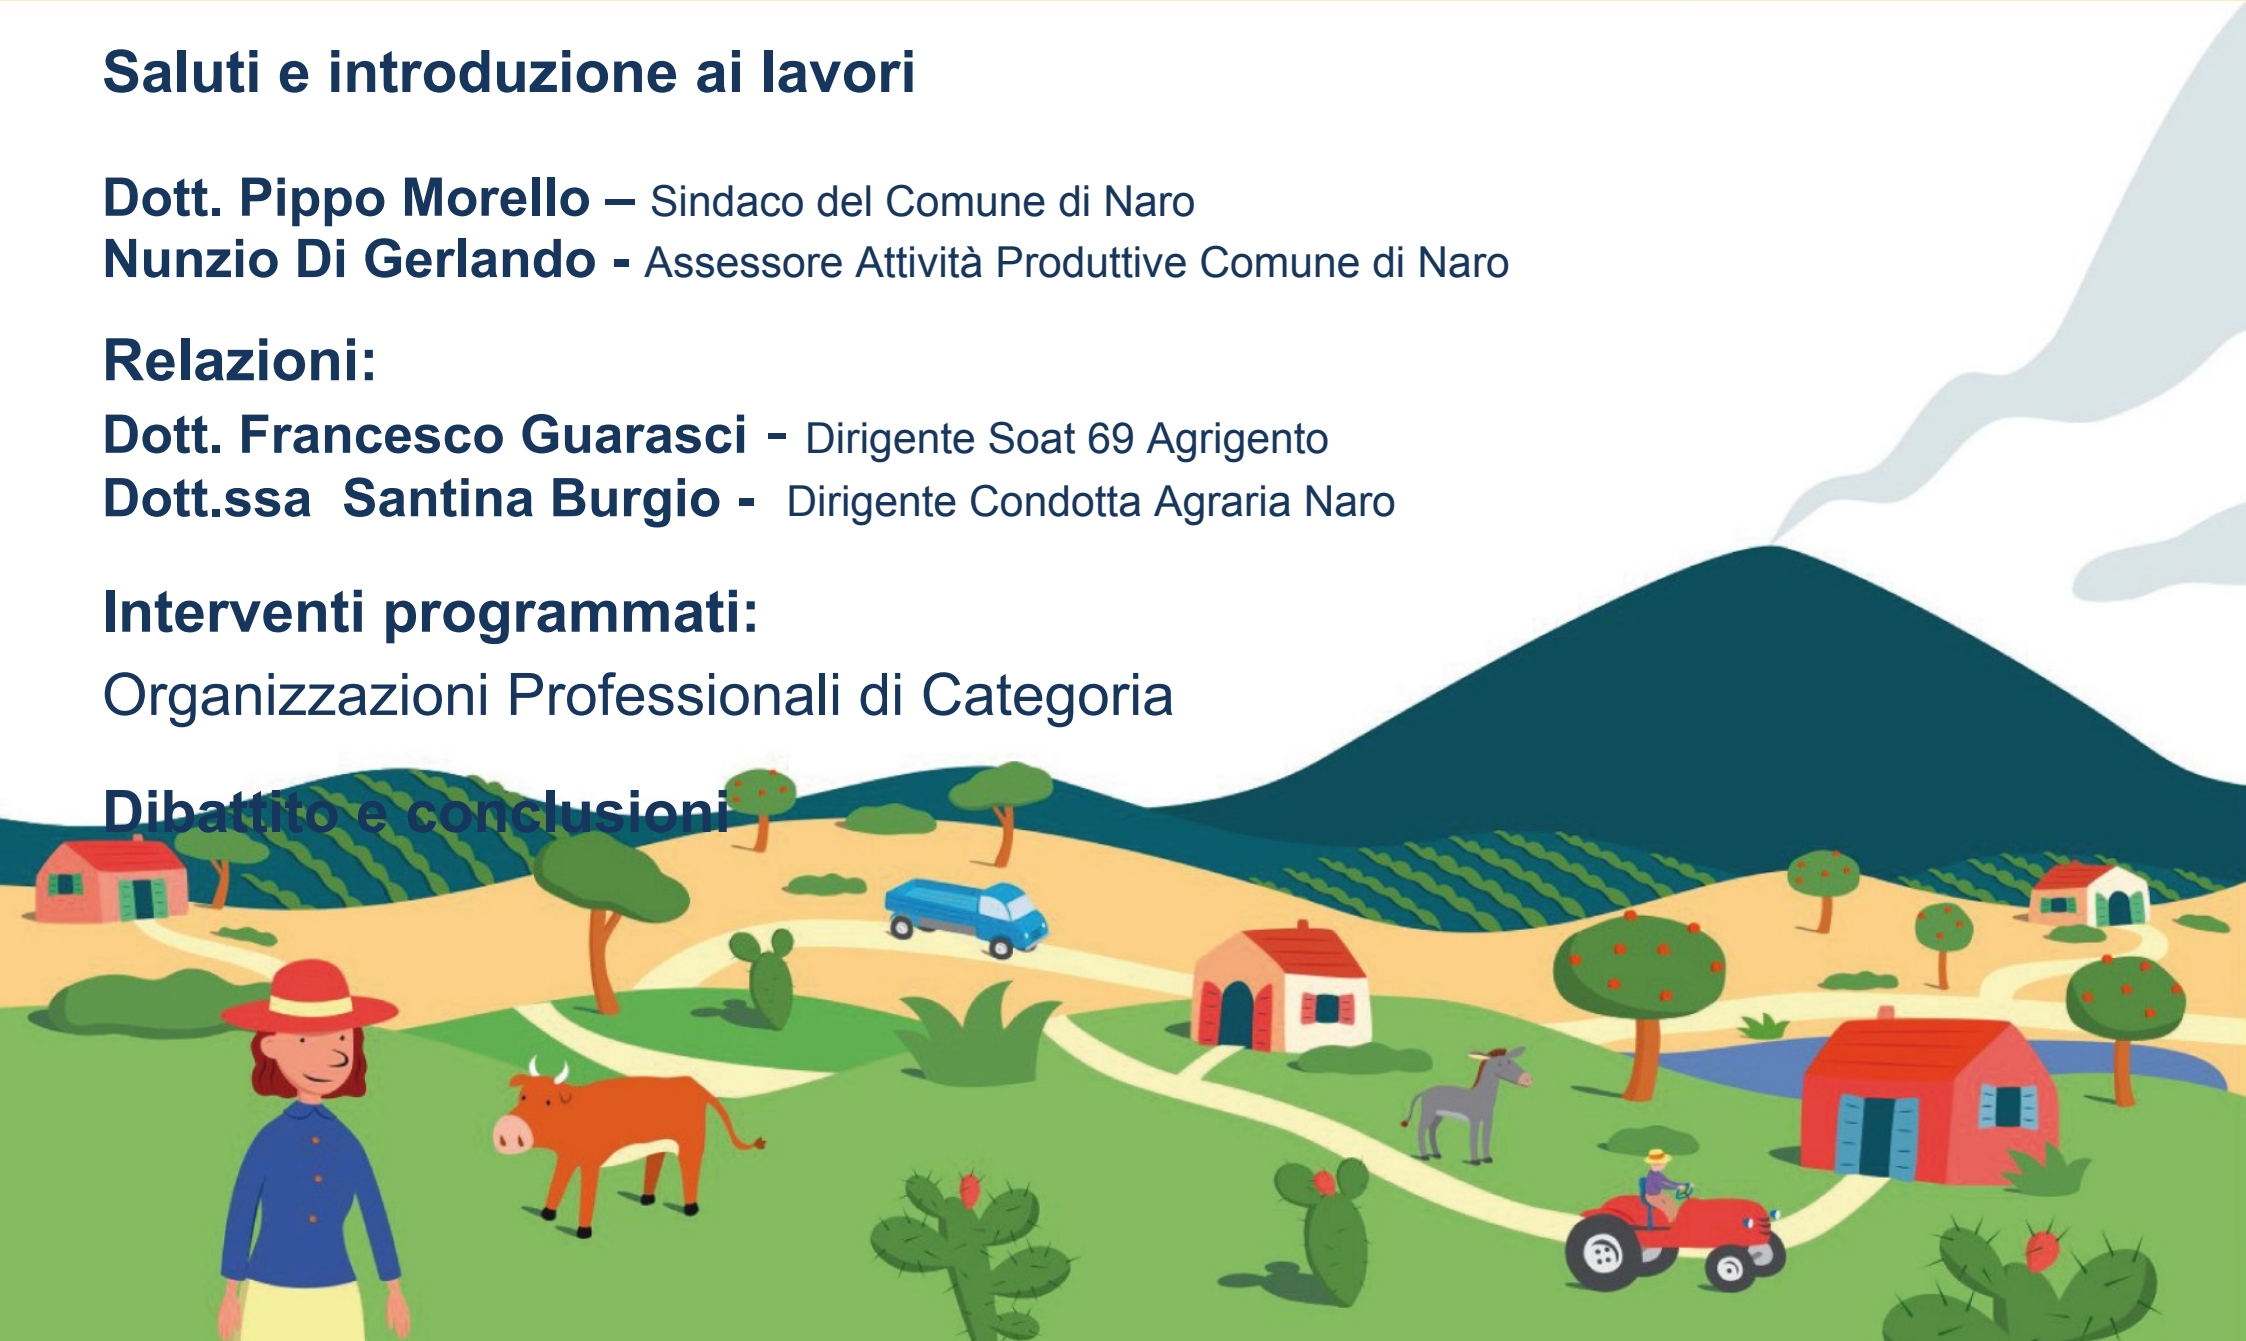 Saluti e introduzione ai lavori
Dott. Pippo Morello – Sindaco del Comune di Naro
Nunzio Di Gerlando - Assessore Attività Produttive Comune di Naro
Relazioni:
Dott. Francesco Guarasci - Dirigente Soat 69 Agrigento
Dott.ssa Santina Burgio - Dirigente Condotta Agraria Naro
Interventi programmati:
Organizzazioni Professionali di Categoria
Dibattito e conclusioni